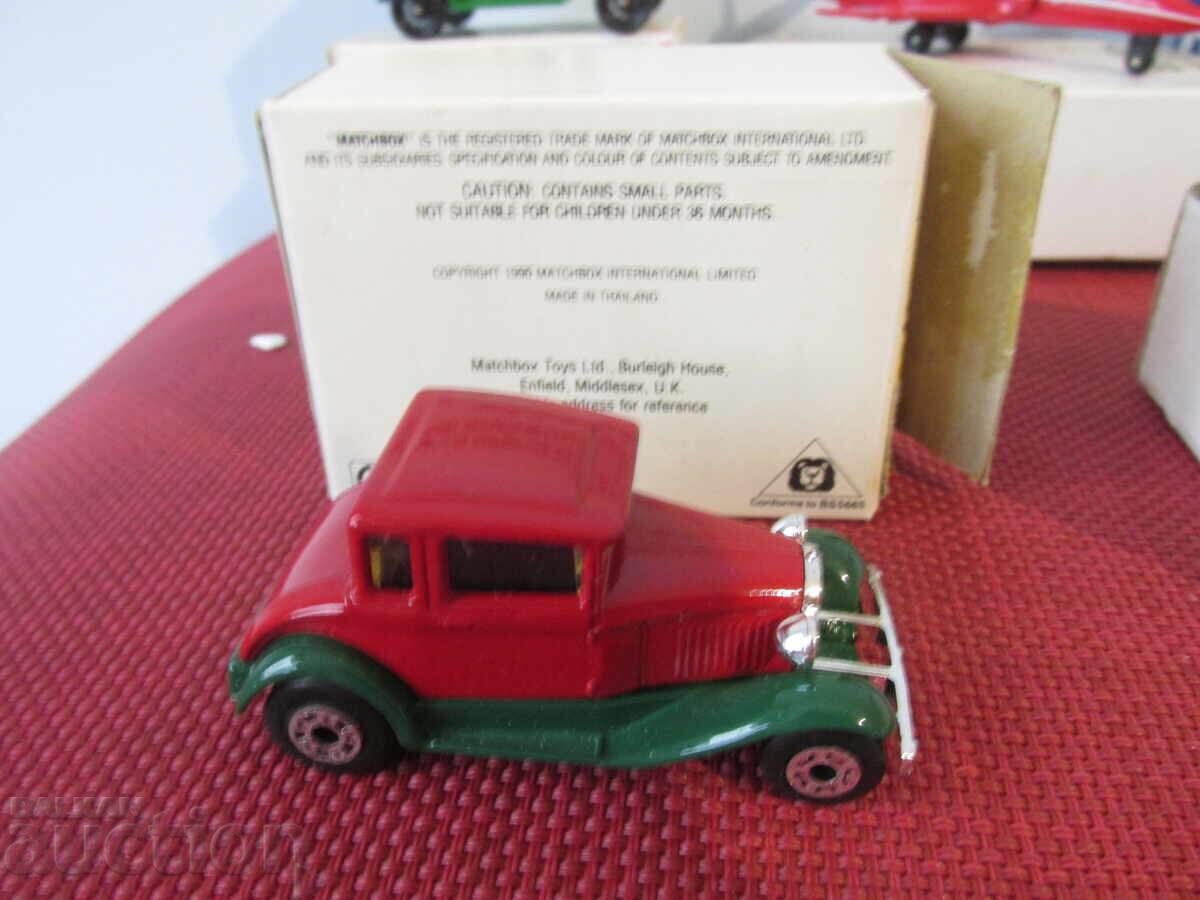 "MATCHBOX" IS THE REGISTERED TRADE MARK OF MATCHBOX INTERNATIONAL LTD.
AND ITS SUBSIDIARIES. SPECIFICATION AND COLOUR OF CONTENTS SUBJECT TO AMENDMENT.
CAUTION: CONTAINS SMALL PARTS.
NOT SUITABLE FOR CHILDREN UNDER 36 MONTHS.
COPYRIGHT 1990 MATCHBOX INTERNATIONAL LIMITED
MADE IN THAILAND
Matchbox Toys Ltd., Burleigh House,
Enfield, Middlesex, U.K.
address for reference
Conforms to BS5665
BALKAN
auction